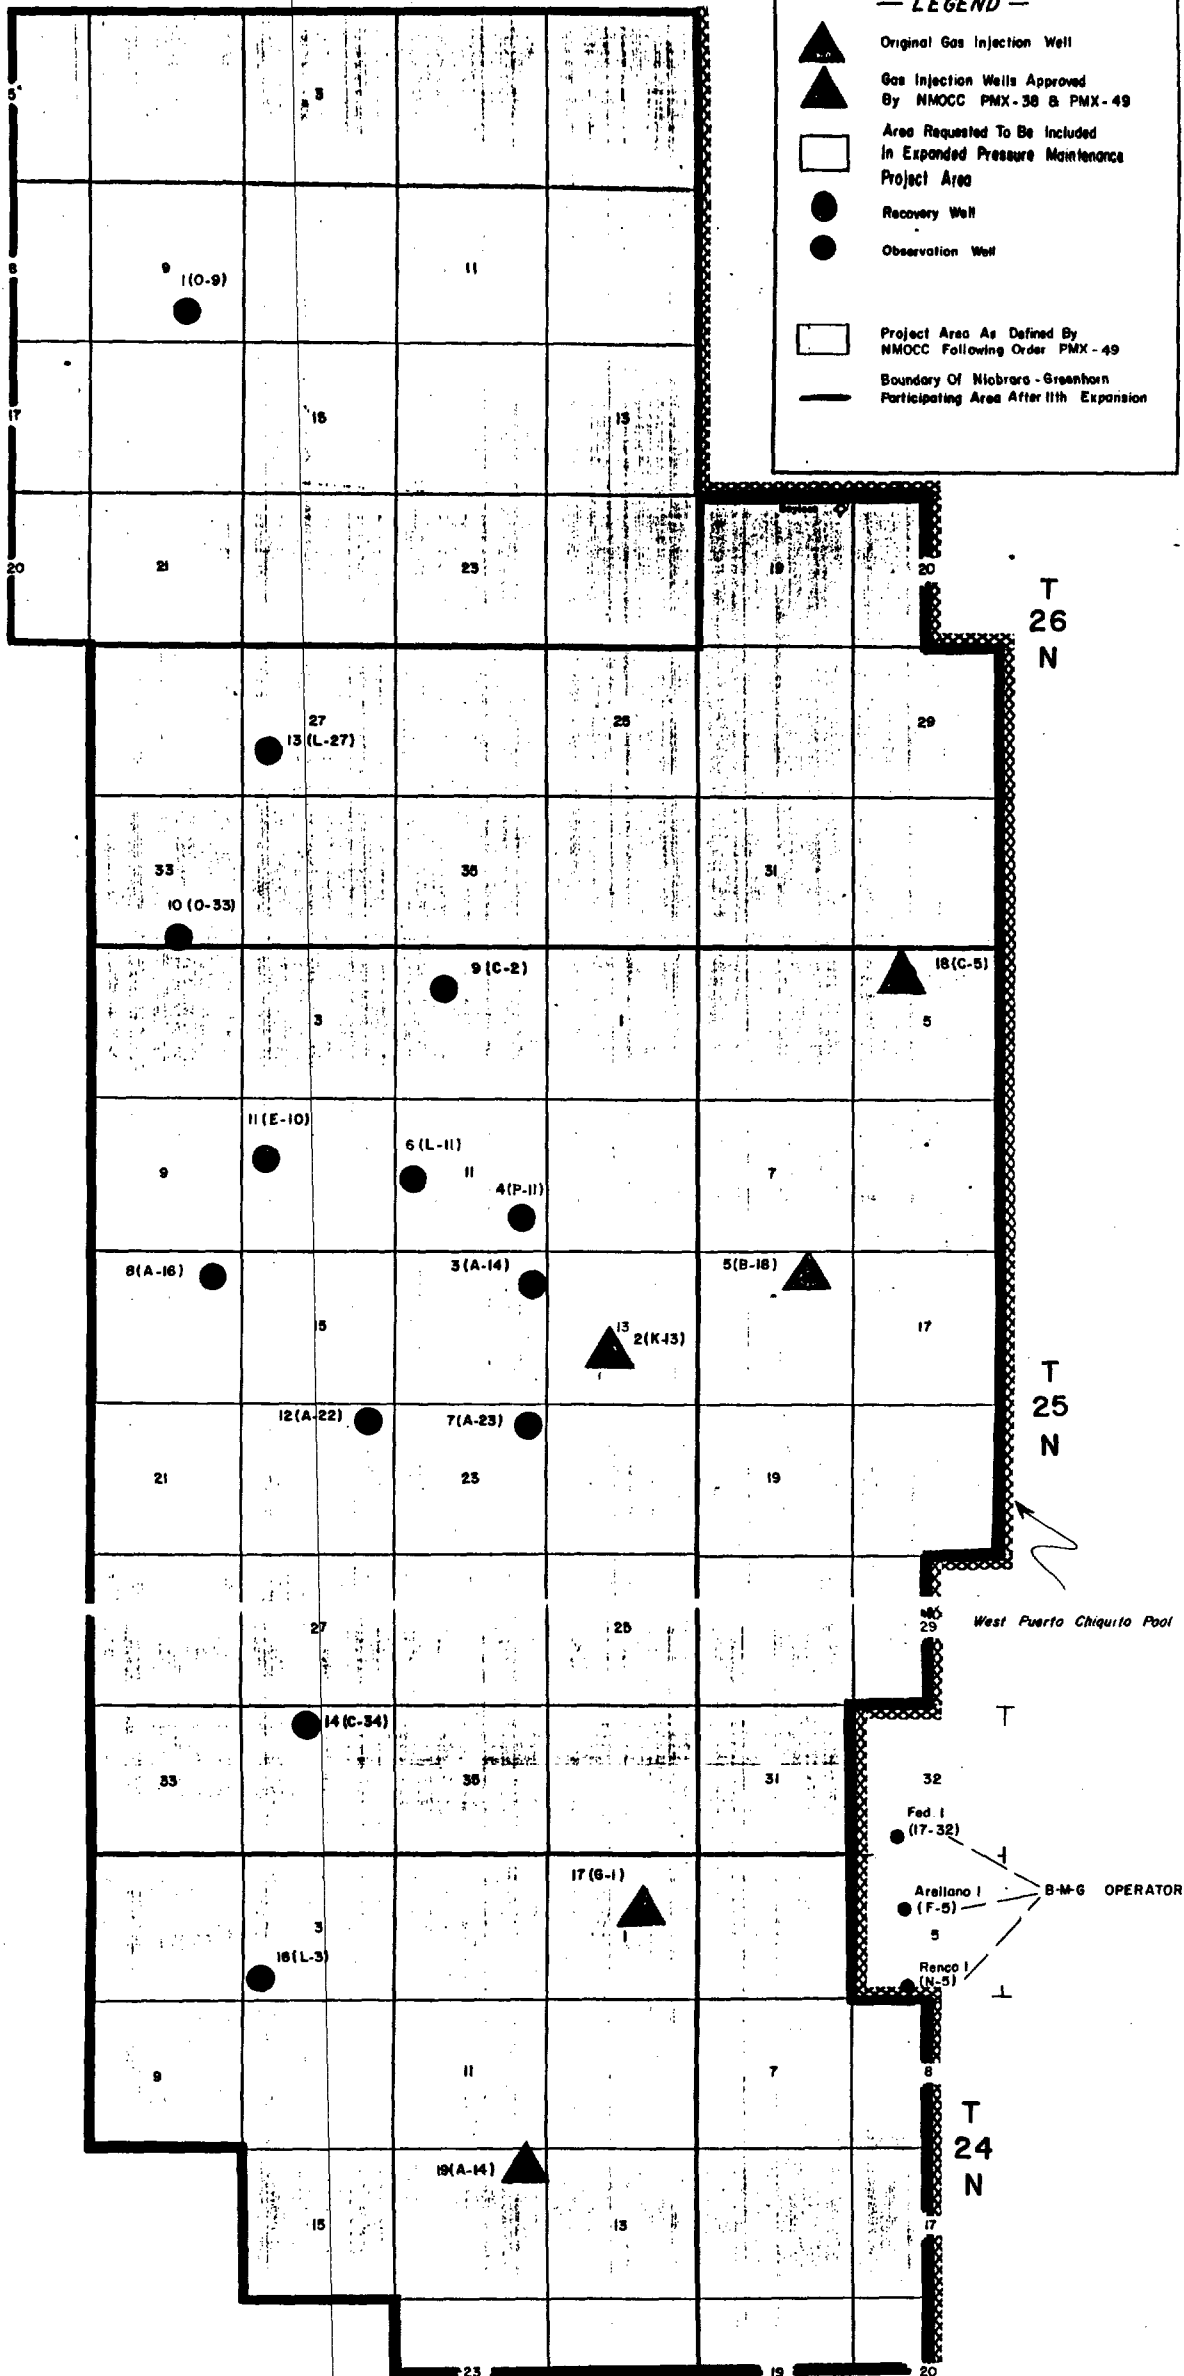 — LEGEND —
Original Gas Injection Well
Gas Injection Wells Approved
By NMOCC PMX-38 & PMX-49
Area Requested To Be Included
In Expanded Pressure Maintenance
Project Area
Recovery Well
Observation Well
Project Area As Defined By
NMOCC Following Order PMX-49
Boundary Of Niobrara-Greenhorn
Participating Area After 11th Expansion
5
3
8
9
11
1(O-9)
17
15
13
20
21
23
19
20
T
26
N
27
25
29
13(L-27)
33
35
31
10(O-33)
9(C-2)
18(C-5)
3
1
5
11(E-10)
6(L-11)
9
11
7
4(P-11)
8(A-16)
3(A-14)
5(B-18)
15
13
17
2(K-13)
T
25
N
12(A-22)
7(A-23)
21
23
19
27
25
29
West Puerto Chiquito Pool
14(C-34)
33
35
31
32
Fed. 1
(17-32)
17(G-1)
Arellano 1
(F-5)
B-M-G OPERATOR
3
1
5
16(L-3)
Renco 1
(N-5)
9
11
7
8
T
24
N
19(A-14)
15
13
17
23
19
20